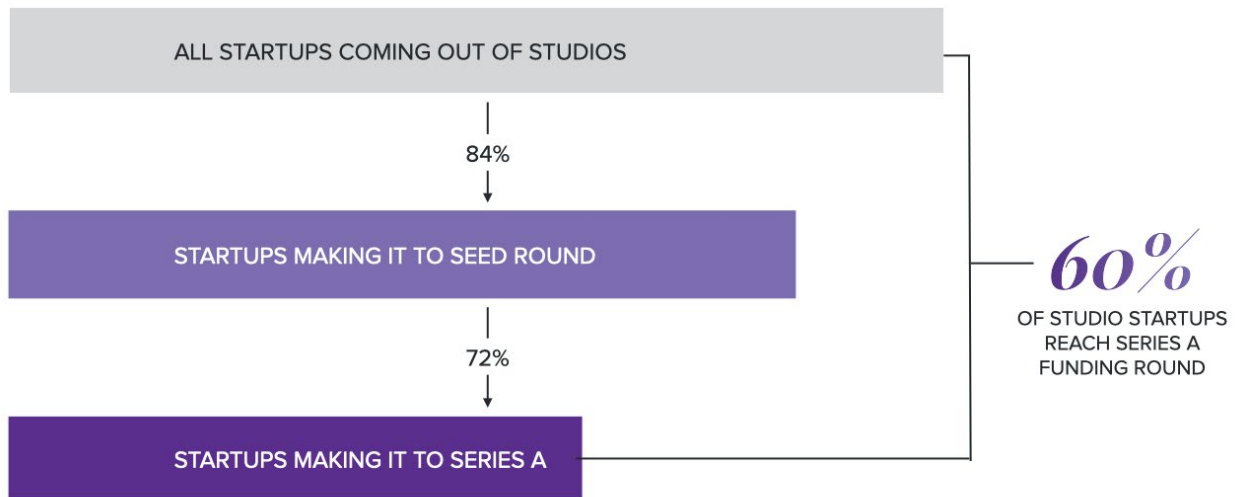 ALL STARTUPS COMING OUT OF STUDIOS
84%
STARTUPS MAKING IT TO SEED ROUND
72%
STARTUPS MAKING IT TO SERIES A
60%
OF STUDIO STARTUPS
REACH SERIES A
FUNDING ROUND